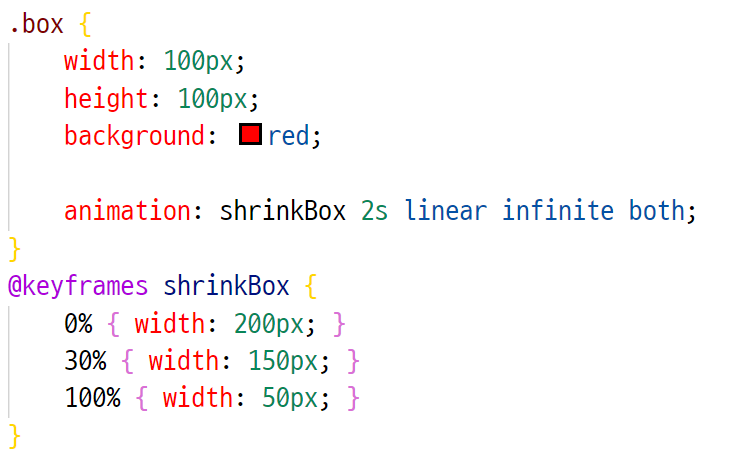 .box {
width: 100px;
height: 100px;
background: red;
animation: shrinkBox 2s linear infinite both;
}
@keyframes shrinkBox {
0% { width: 200px; }
30% { width: 150px; }
100% { width: 50px; }
}